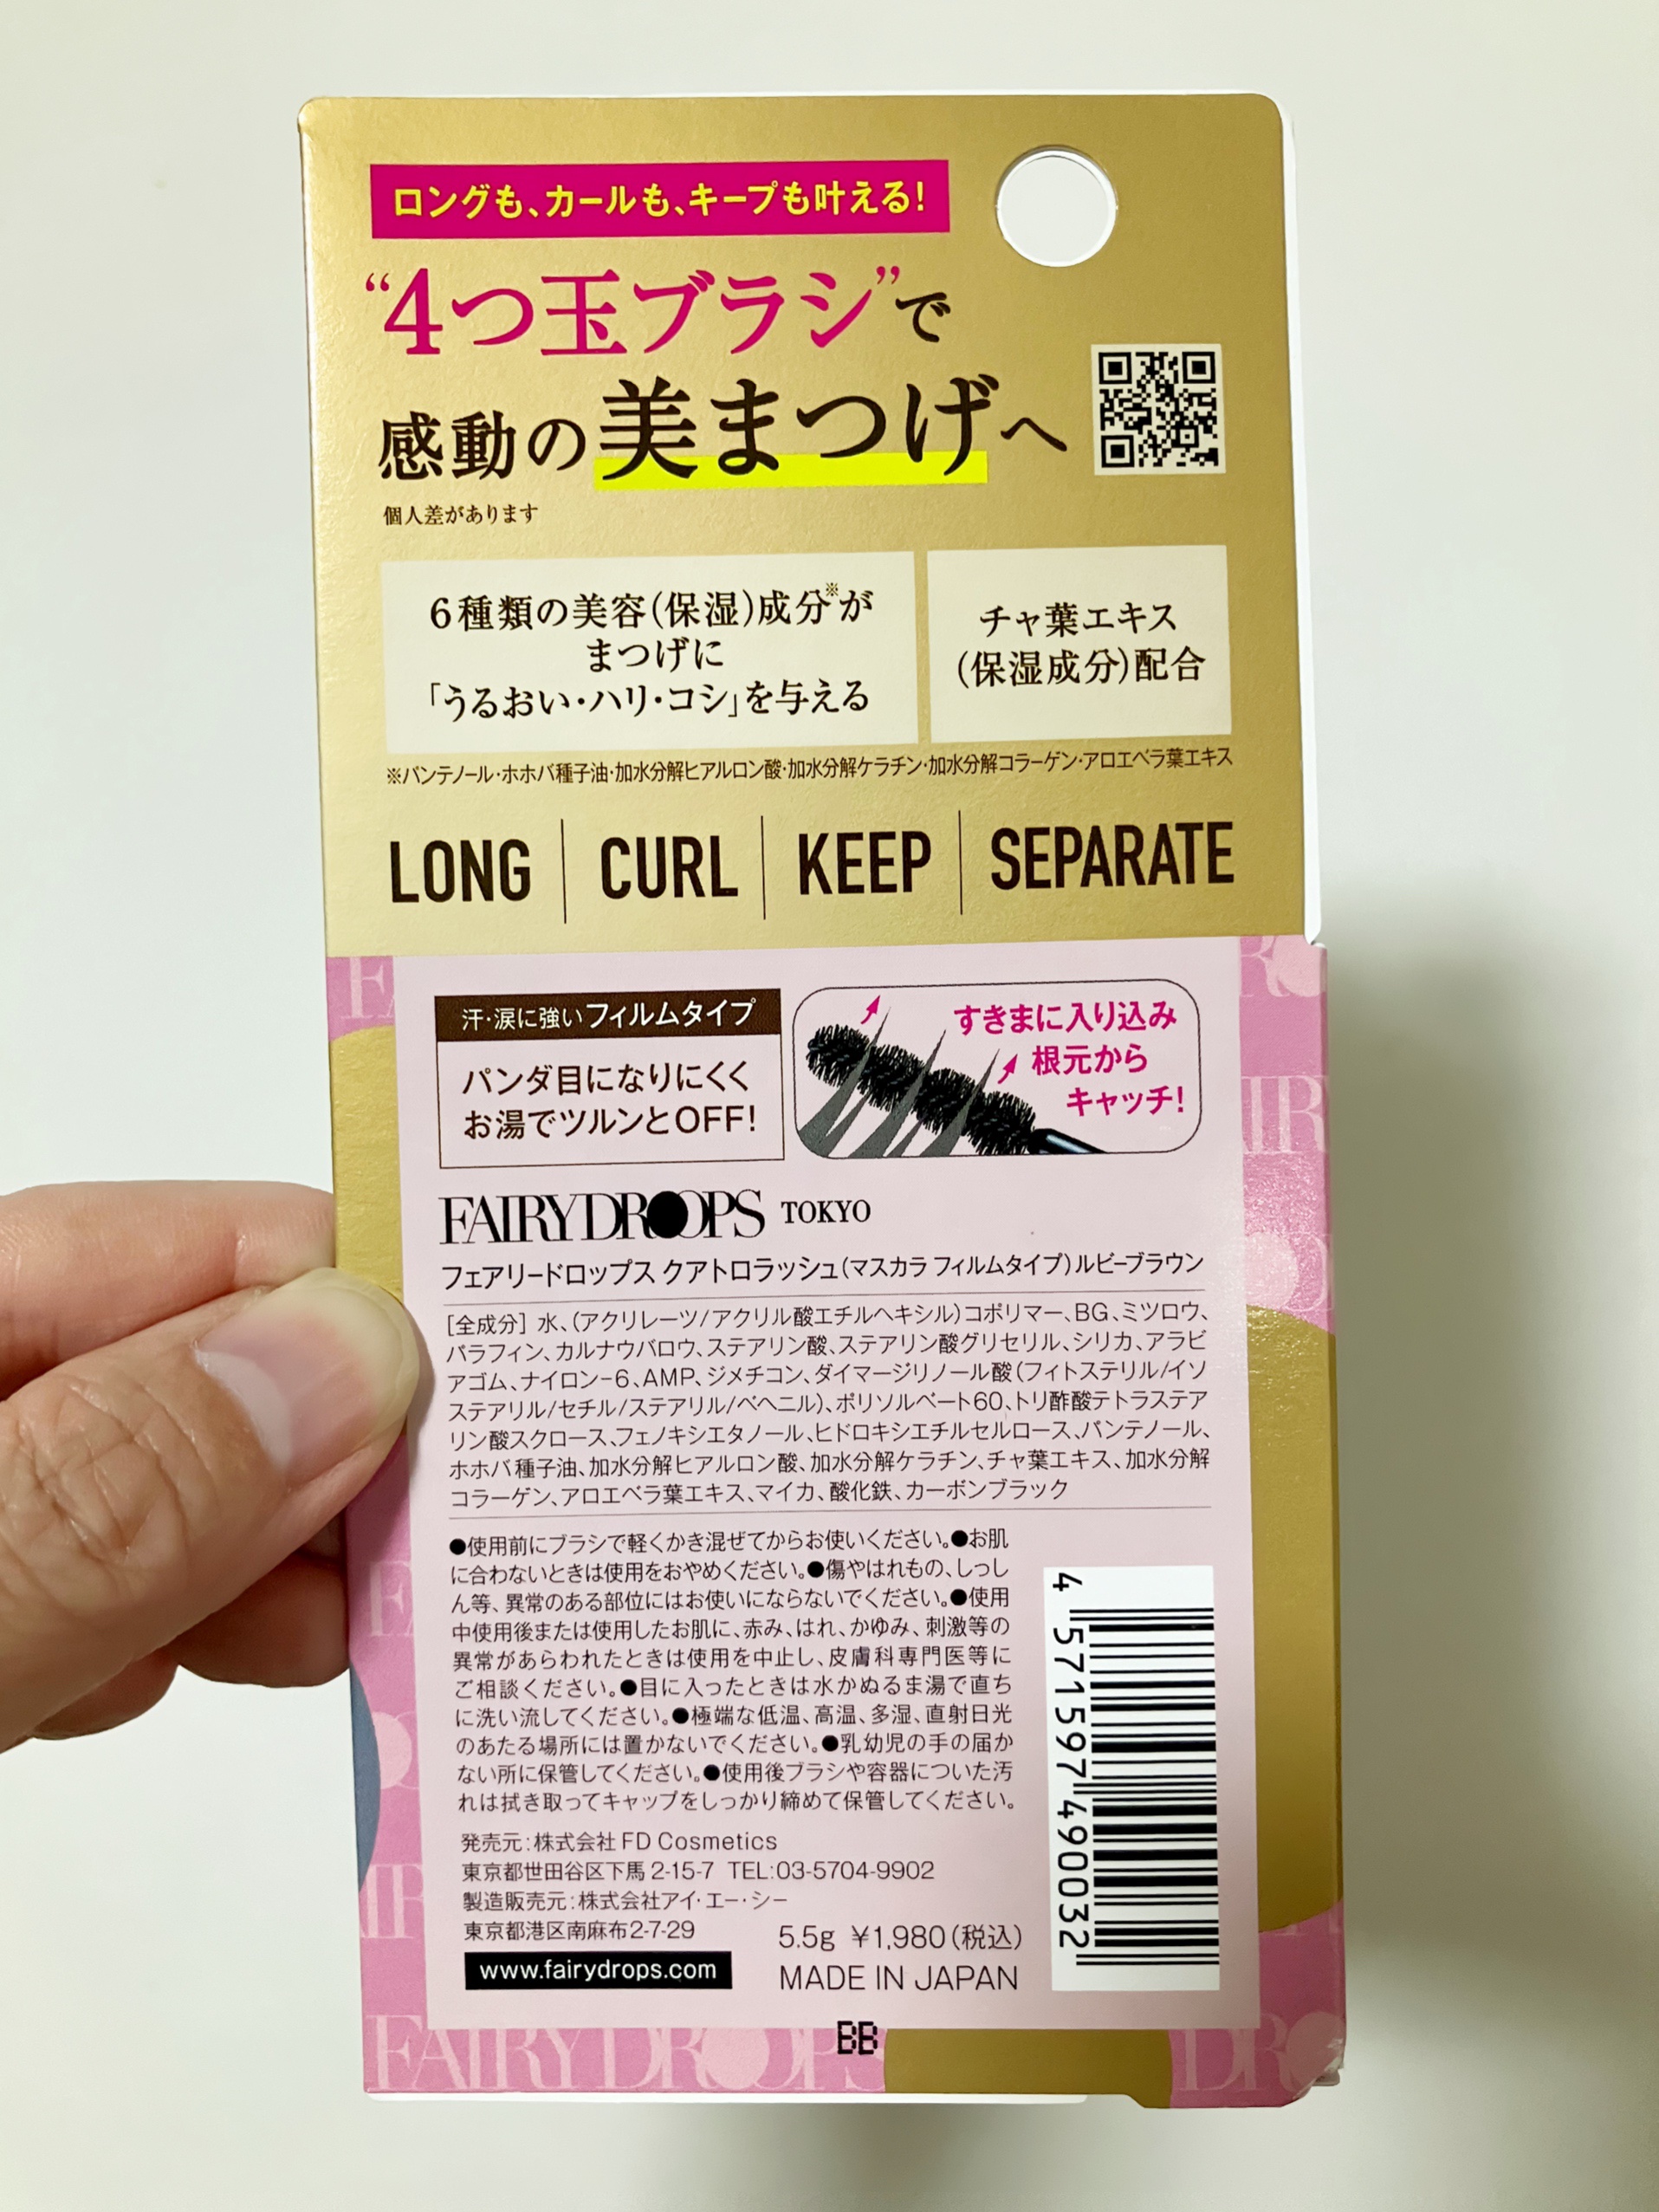 ロングも、カールも、キープも叶える!
“4つ玉ブラシ”で
感動の美まつげへ
個人差があります
6種類の美容(保湿)成分※が
まつげに
「うるおい・ハリ・コシ」を与える
チャ葉エキス
(保湿成分)配合
※パンテノール・ホホバ種子油・加水分解ヒアルロン酸・加水分解ケラチン・加水分解コラーゲン・アロエベラ葉エキス
LONG CURL KEEP SEPARATE
汗・涙に強いフィルムタイプ
パンダ目になりにくく
お湯でツルンとOFF!
すきまに入り込み
根元から
キャッチ!
FAIRYDROPS TOKYO
フェアリードロップス クアトロラッシュ(マスカラ フィルムタイプ)ルビーブラウン
[全成分] 水、(アクリレーツ/アクリル酸エチルヘキシル)コポリマー、BG、ミツロウ、
パラフィン、カルナウバロウ、ステアリン酸、ステアリン酸グリセリル、シリカ、アラビ
アゴム、ナイロン-6、AMP、ジメチコン、ダイマージリノール酸(フィトステリル/イソ
ステアリル/セチル/ステアリル/ベヘニル)、ポリソルベート60、トリ酢酸テトラステア
リン酸スクロース、フェノキシエタノール、ヒドロキシエチルセルロース、パンテノール、
ホホバ種子油、加水分解ヒアルロン酸、加水分解ケラチン、チャ葉エキス、加水分解
コラーゲン、アロエベラ葉エキス、マイカ、酸化鉄、カーボンブラック
●使用前にブラシで軽くかき混ぜてからお使いください。●お肌
に合わないときは使用をおやめください。●傷やはれもの、しっし
ん等、異常のある部位にはお使いにならないでください。●使用
中使用後または使用したお肌に、赤み、はれ、かゆみ、刺激等の
異常があらわれたときは使用を中止し、皮膚科専門医等に
ご相談ください。●目に入ったときは水かぬるま湯で直ち
に洗い流してください。●極端な低温、高温、多湿、直射日光
のあたる場所には置かないでください。●乳幼児の手の届か
ない所に保管してください。●使用後ブラシや容器についた汚
れは拭き取ってキャップをしっかり締めて保管してください。
発売元:株式会社 FD Cosmetics
東京都世田谷区下馬 2-15-7 TEL:03-5704-9902
製造販売元:株式会社アイ・エー・シー
東京都港区南麻布2-7-29
www.fairydrops.com
5.5g ¥1,980(税込)
MADE IN JAPAN
4 571597 490032
BB
FAIRYDROPS